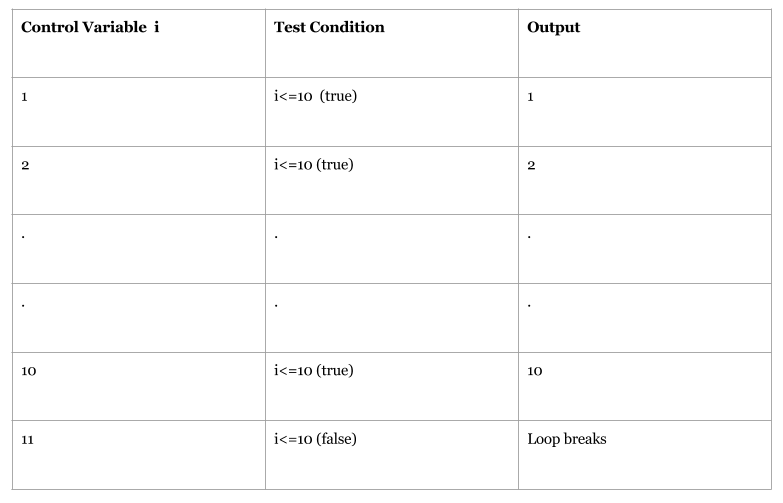 Control Variable  i Test Condition Output
1 i<=10  (true) 1
2 i<=10 (true) 2
. . .
. . .
10 i<=10 (true) 10
11 i<=10 (false) Loop breaks